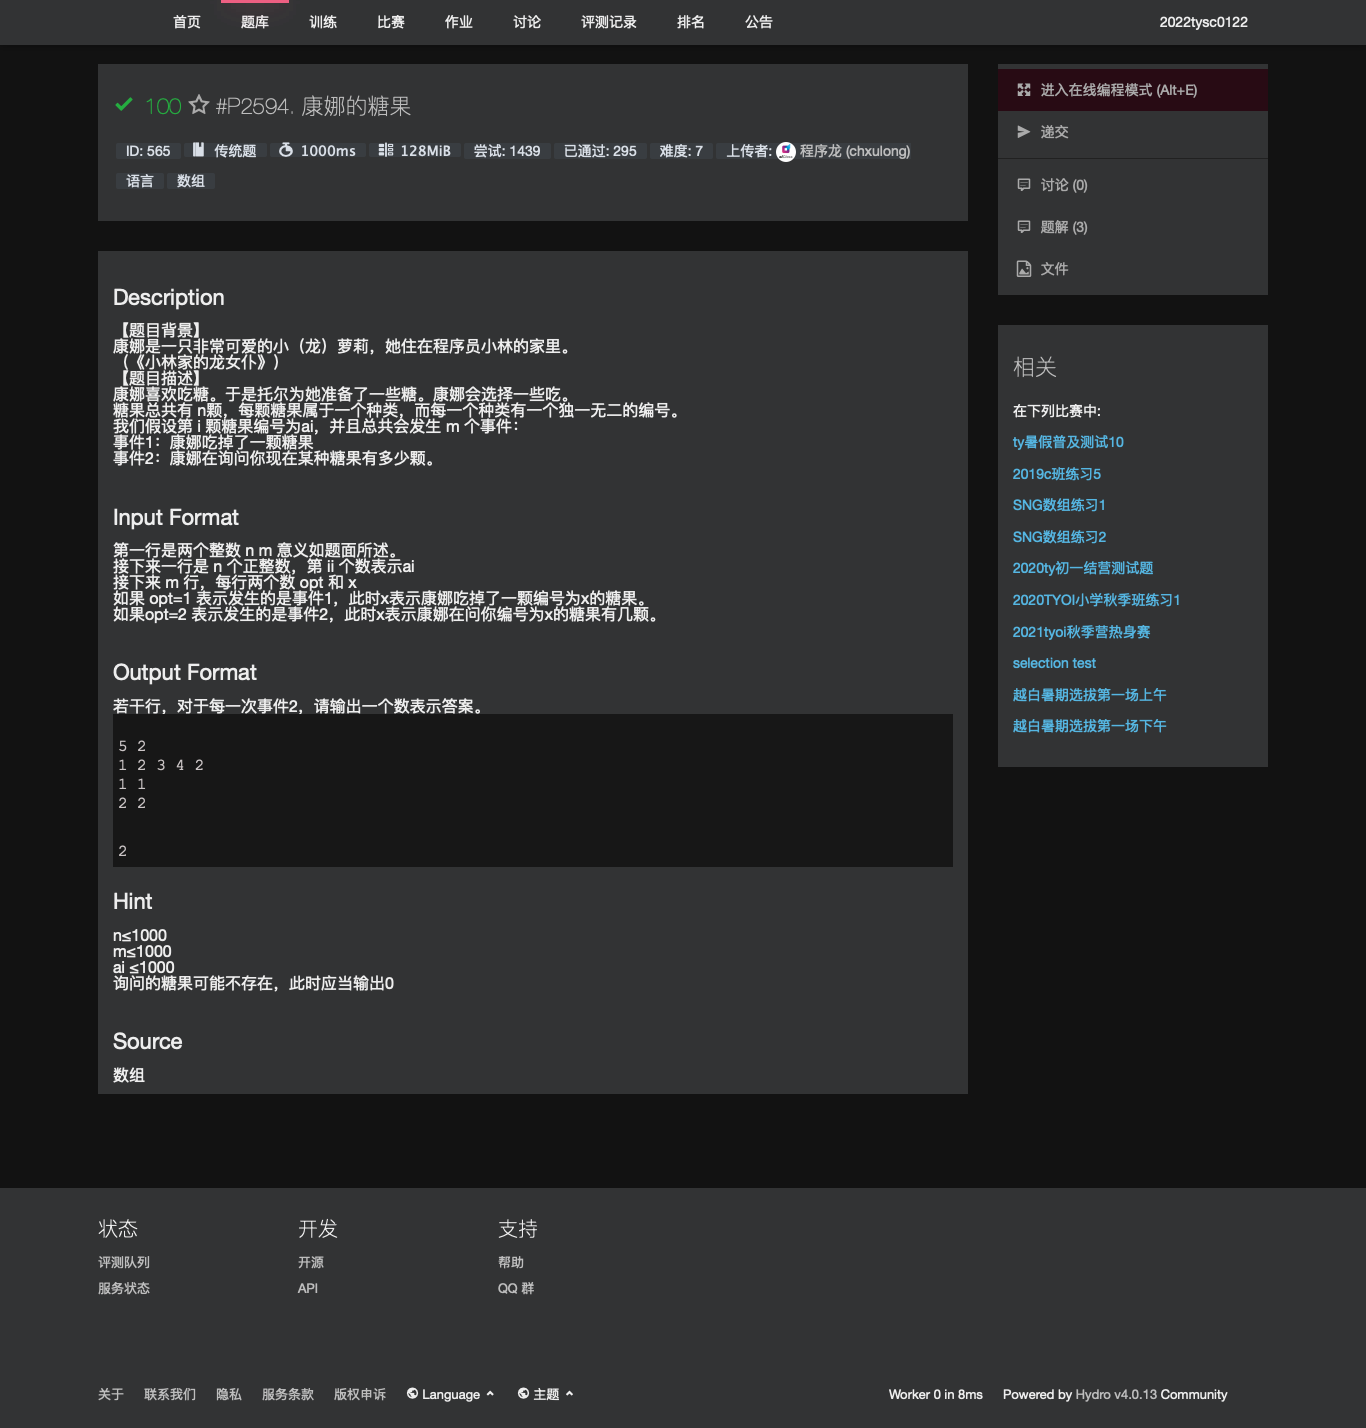 首页 题库 训练 比赛 作业 讨论 评测记录 排名 公告 2022tysc0122
100 #P2594. 康娜的糖果
ID: 565 传统题 1000ms 128MiB 尝试: 1439 已通过: 295 难度: 7 上传者: 程序龙 (chxulong)
语言 数组
Description
【题目背景】
康娜是一只非常可爱的小（龙）萝莉，她住在程序员小林的家里。
（《小林家的龙女仆》）
【题目描述】
康娜喜欢吃糖。于是托尔为她准备了一些糖。康娜会选择一些吃。
糖果总共有 n颗，每颗糖果属于一个种类，而每一个种类有一个独一无二的编号。
我们假设第 i 颗糖果编号为ai，并且总共会发生 m 个事件：
事件1：康娜吃掉了一颗糖果
事件2：康娜在询问你现在某种糖果有多少颗。
Input Format
第一行是两个整数 n m 意义如题面所述。
接下来一行是 n 个正整数，第 ii 个数表示ai
接下来 m 行，每行两个数 opt 和 x
如果 opt=1 表示发生的是事件1，此时x表示康娜吃掉了一颗编号为x的糖果。
如果opt=2 表示发生的是事件2，此时x表示康娜在问你编号为x的糖果有几颗。
Output Format
若干行，对于每一次事件2，请输出一个数表示答案。
5 2
1 2 3 4 2
1 1
2 2
2
Hint
n≤1000
m≤1000
ai ≤1000
询问的糖果可能不存在，此时应当输出0
Source
数组
进入在线编程模式 (Alt+E)
递交
讨论 (0)
题解 (3)
文件
相关
在下列比赛中:
ty暑假普及测试10
2019c班练习5
SNG数组练习1
SNG数组练习2
2020ty初一结营测试题
2020TYOI小学秋季班练习1
2021tyoi秋季营热身赛
selection test
越白暑期选拔第一场上午
越白暑期选拔第一场下午
状态 开发 支持
评测队列 开源 帮助
服务状态 API QQ 群
关于 联系我们 隐私 服务条款 版权申诉 Language 主题 Worker 0 in 8ms Powered by Hydro v4.0.13 Community